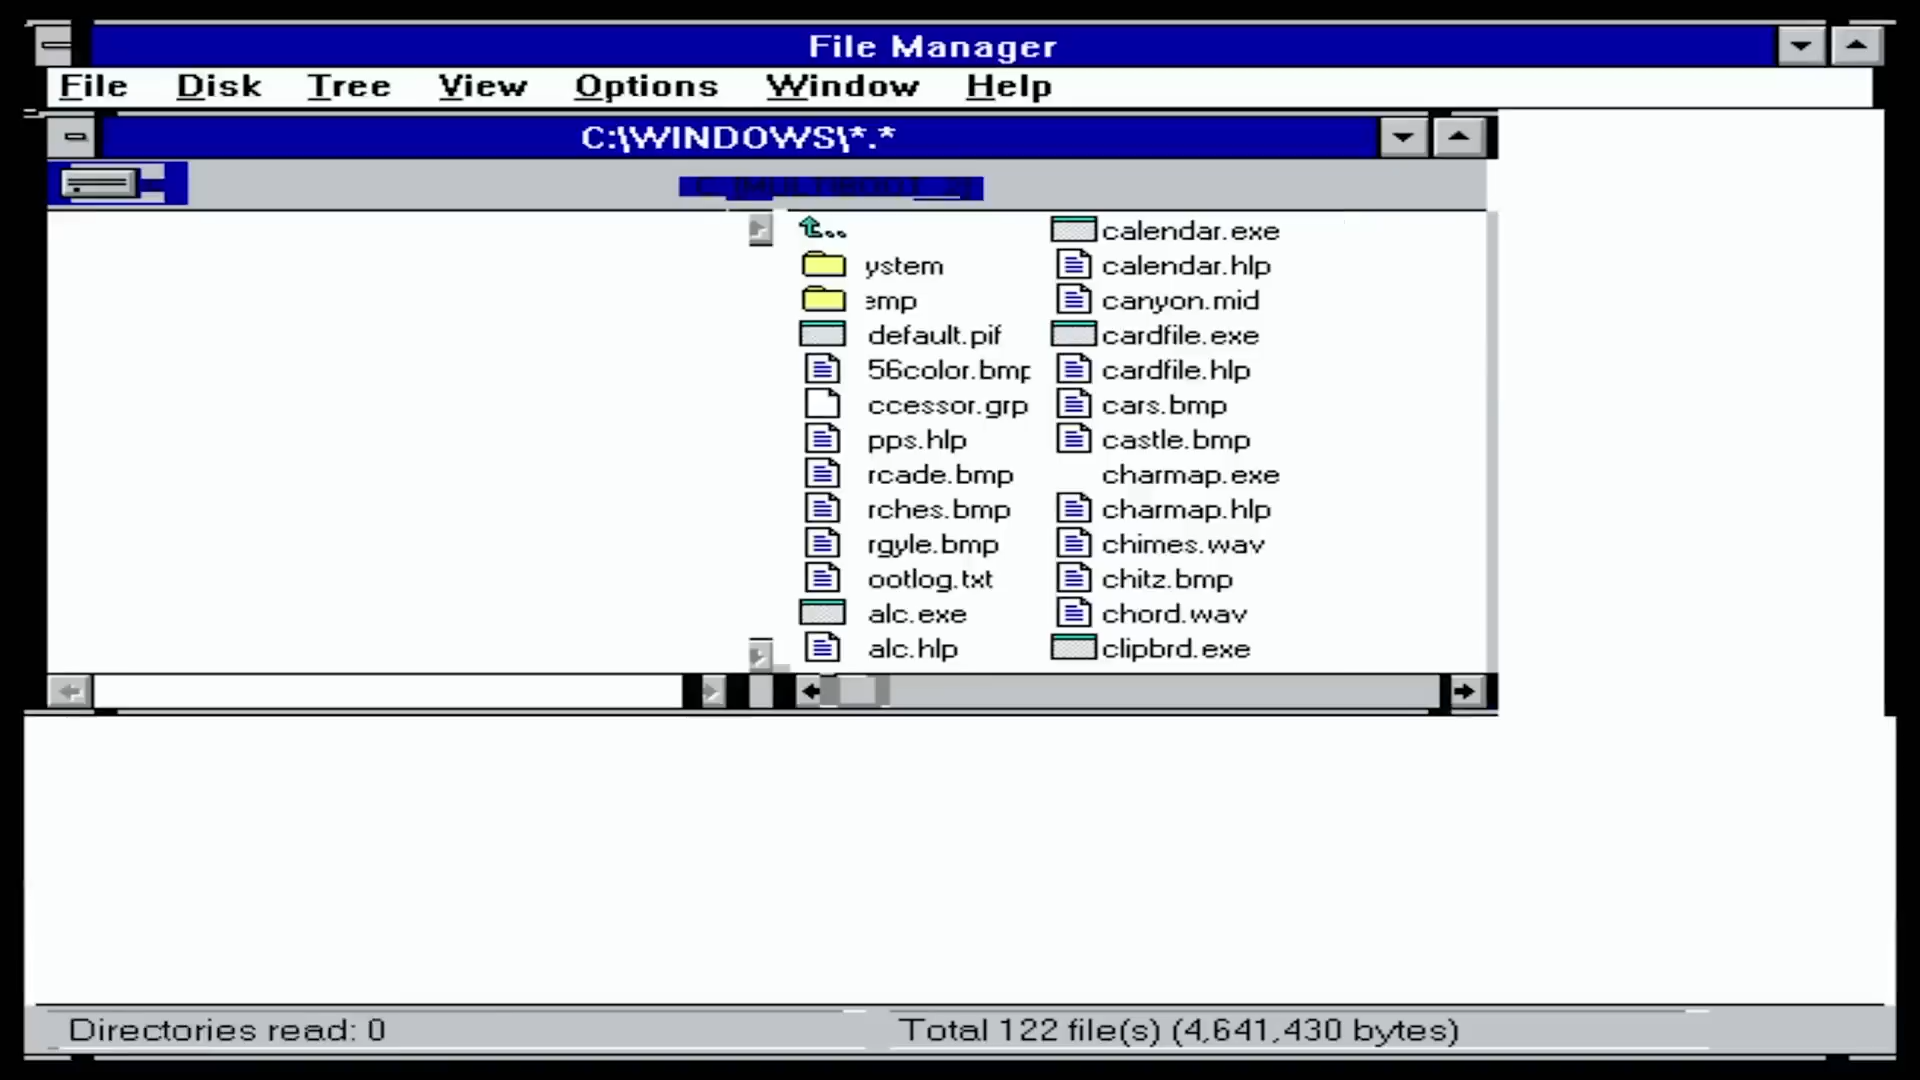 File Manager
File Disk Tree View Options Window Help
C:\WINDOWS\*.*
..
ystem
emp
default.pif
56color.bmp
ccessor.grp
pps.hlp
rcade.bmp
rches.bmp
rgyle.bmp
ootlog.txt
alc.exe
alc.hlp
calendar.exe
calendar.hlp
canyon.mid
cardfile.exe
cardfile.hlp
cars.bmp
castle.bmp
charmap.exe
charmap.hlp
chimes.wav
chitz.bmp
chord.wav
clipbrd.exe
Directories read: 0
Total 122 file(s) (4,641,430 bytes)